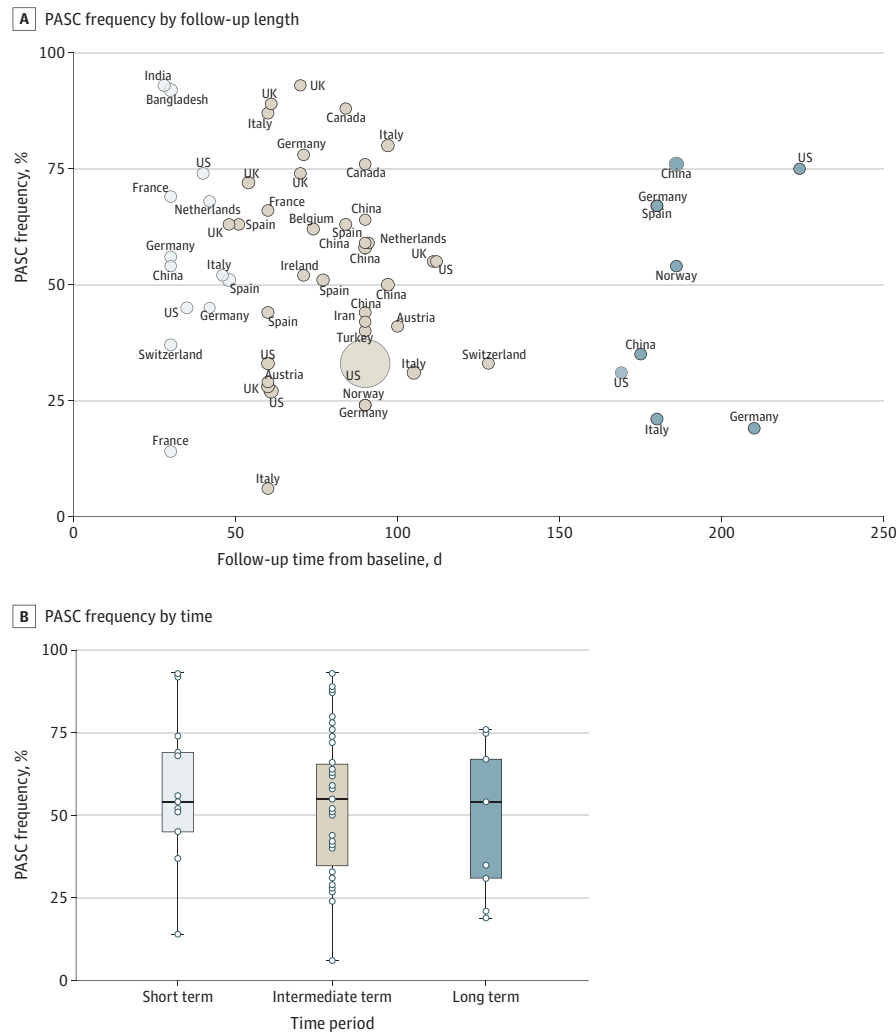 A PASC frequency by follow-up length
100
India
Bangladesh
UK
UK
Italy
Canada
Italy
Germany
75
US
UK
UK
Canada
China
US
France
Netherlands
France
China
Germany
Spain
UK
Spain
Belgium
Spain
China
China
Netherlands
Germany
China
Italy
Spain
Ireland
Spain
UK
US
Norway
50
China
US
Germany
Spain
China
Iran
Turkey
Austria
Switzerland
US
Austria
UK
US
US
Italy
Switzerland
China
US
25
Norway
Germany
Italy
Germany
France
Italy
0
PASC frequency, %
0 50 100 150 200 250
Follow-up time from baseline, d
B PASC frequency by time
100
75
50
25
0
PASC frequency, %
Short term Intermediate term Long term
Time period